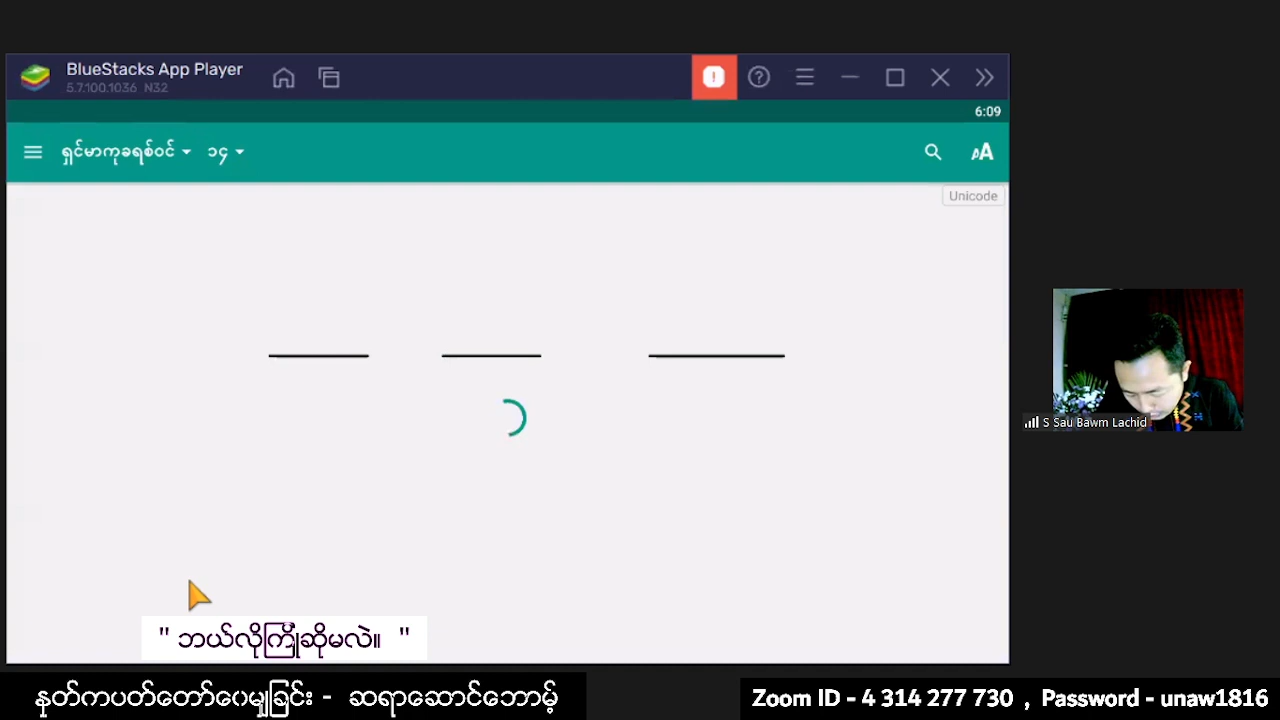 BlueStacks App Player
5.7.100.1036 N32
6:09
ရှင်မာကုခရစ်ဝင် ၁၄
Unicode
S Sau Bawm Lachid
" ဘယ်လိုကြိုဆိုမလဲ။ "
နှုတ်ကပတ်တော်ဝေမျှခြင်း - ဆရာဆောင်ဘောမ့်
Zoom ID - 4 314 277 730 , Password - unaw1816